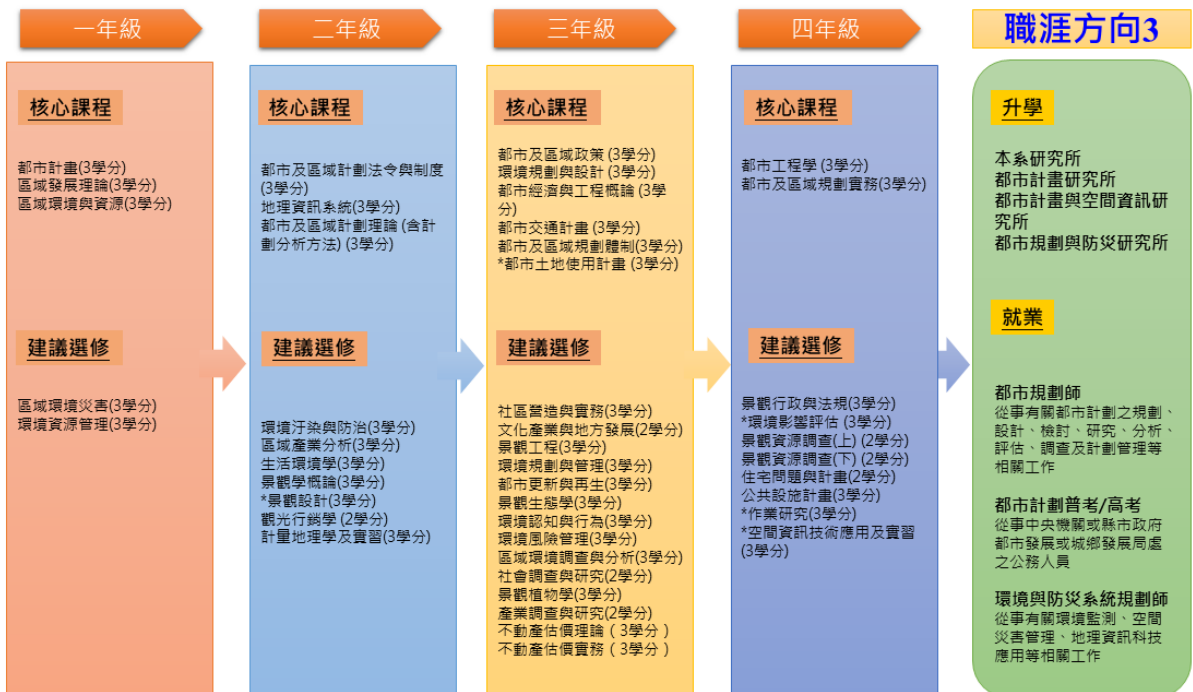 一年級
核心課程
都市計畫(3學分)
區域發展理論(3學分)
區域環境與資源(3學分)
建議選修
區域環境災害(3學分)
環境資源管理(3學分)
二年級
核心課程
都市及區域計劃法令與制度
(3學分)
地理資訊系統(3學分)
都市及區域計劃理論 (含計
劃分析方法) (3學分)
建議選修
環境汙染與防治(3學分)
區域產業分析(3學分)
生活環境學(3學分)
景觀學概論(3學分)
*景觀設計(3學分)
觀光行銷學 (2學分)
計量地理學及實習(3學分)
三年級
核心課程
都市及區域政策 (3學分)
環境規劃與設計 (3學分)
都市經濟與工程概論 (3學
分)
都市交通計畫 (3學分)
都市及區域規劃體制(3學分)
*都市土地使用計畫 (3學分)
建議選修
社區營造與實務(3學分)
文化產業與地方發展(2學分)
景觀工程(3學分)
環境規劃與管理(3學分)
都市更新與再生(3學分)
景觀生態學(3學分)
環境認知與行為(3學分)
環境風險管理(3學分)
區域環境調查與分析(3學分)
社會調查與研究(2學分)
景觀植物學(3學分)
產業調查與研究(2學分)
不動產估價理論（3學分）
不動產估價實務（3學分）
四年級
核心課程
都市工程學 (3學分)
都市及區域規劃實務(3學分)
建議選修
景觀行政與法規(3學分)
*環境影響評估 (3學分)
景觀資源調查(上) (2學分)
景觀資源調查(下) (2學分)
住宅問題與計畫(2學分)
公共設施計畫(3學分)
*作業研究(3學分)
*空間資訊技術應用及實習
(3學分)
職涯方向3
升學
本系研究所
都市計畫研究所
都市計畫與空間資訊研
究所
都市規劃與防災研究所
就業
都市規劃師
從事有關都市計劃之規劃、
設計、檢討、研究、分析、
評估、調查及計劃管理等
相關工作
都市計劃普考/高考
從事中央機關或縣市政府
都市發展或城鄉發展局處
之公務人員
環境與防災系統規劃師
從事有關環境監測、空間
災害管理、地理資訊科技
應用等相關工作